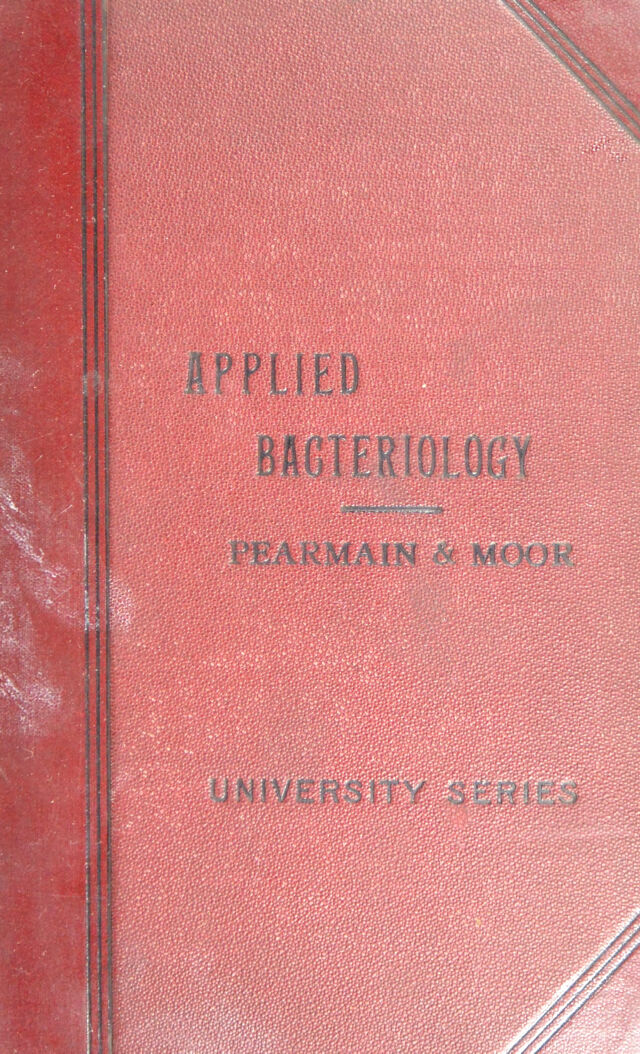 APPLIED
BACTERIOLOGY
PEARMAIN & MOOR
UNIVERSITY SERIES